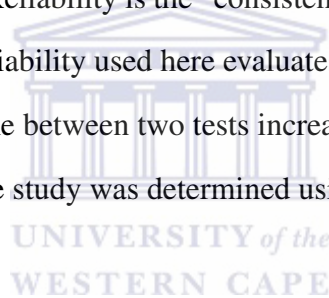 Reliability is the "consisten
iability used here evaluate
e between two tests increa
e study was determined usi
UNIVERSITY of the
WESTERN CAPE